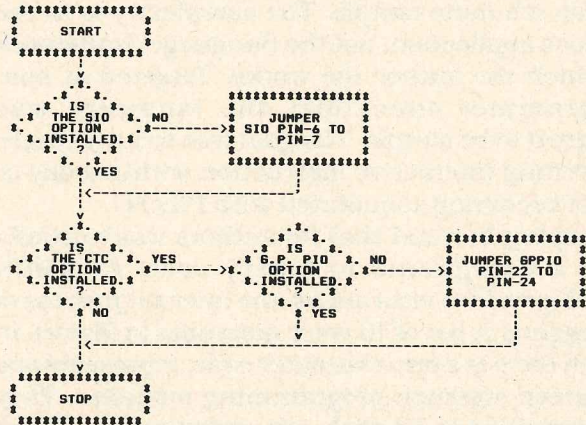 START
IS
THE SIO
OPTION
INSTALLED.
?
NO
JUMPER
SIO PIN-6 TO
PIN-7
YES
IS
THE CTC
OPTION
INSTALLED.
?
YES
IS
G.P. PIO
OPTION
INSTALLED.
?
NO
JUMPER GPPIO
PIN-22 TO
PIN-24
NO
YES
STOP